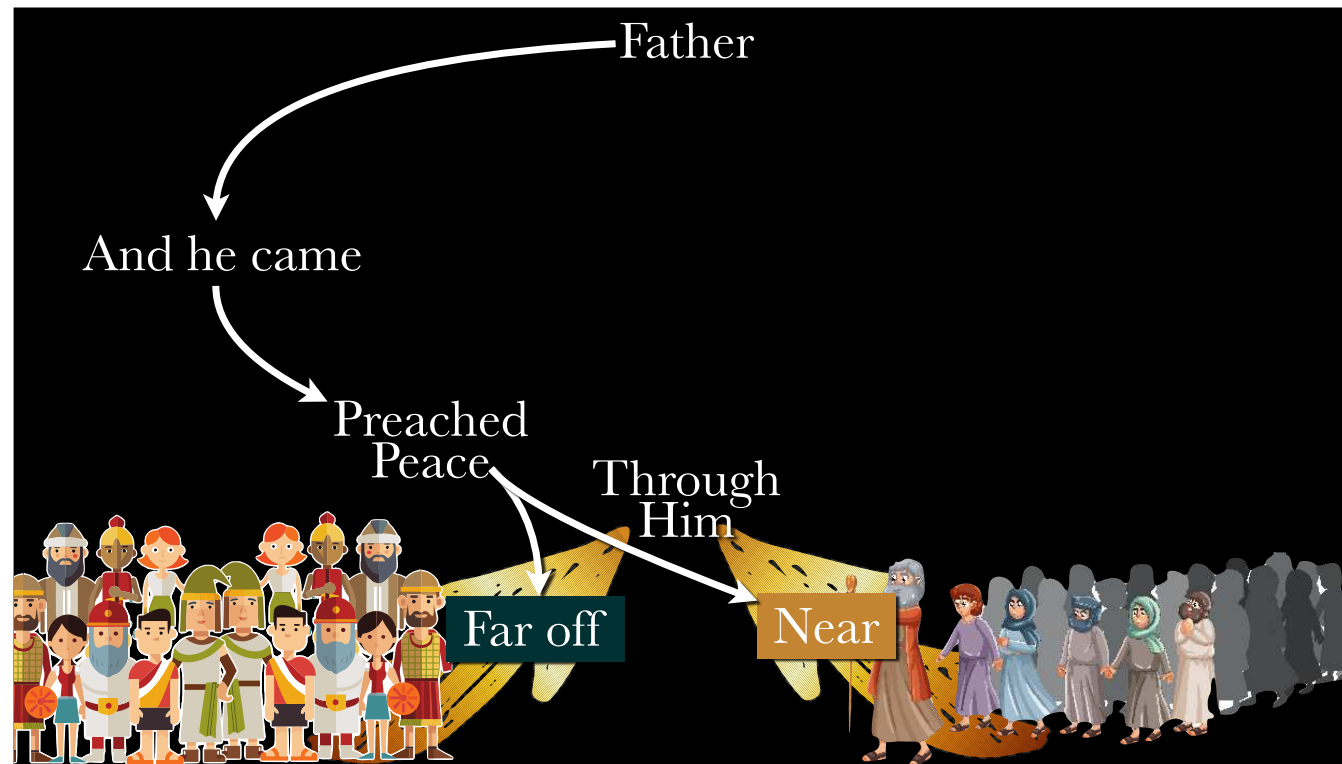 Father
And he came
Preached
Peace
Through
Him
Far off
Near